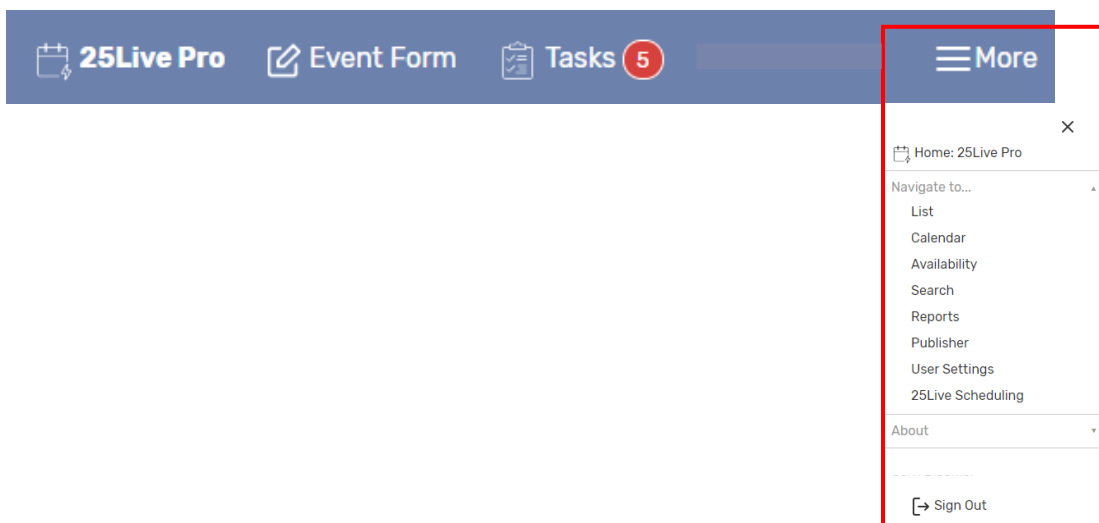 25Live Pro Event Form Tasks 5 More
Home: 25Live Pro
Navigate to...
List
Calendar
Availability
Search
Reports
Publisher
User Settings
25Live Scheduling
About
Sign Out